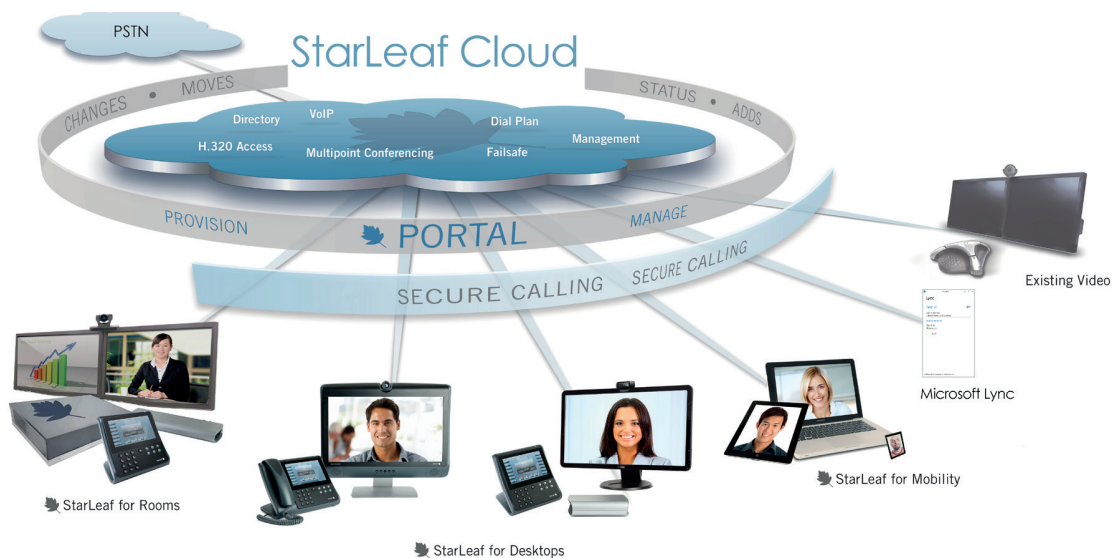 PSTN
StarLeaf Cloud
CHANGES • MOVES
STATUS • ADDS
Directory
VoIP
Dial Plan
Management
H.320 Access
Multipoint Conferencing
Failsafe
PROVISION
PORTAL
MANAGE
SECURE CALLING
SECURE CALLING
Existing Video
Lync
Microsoft Lync
StarLeaf for Rooms
StarLeaf for Mobility
StarLeaf for Desktops